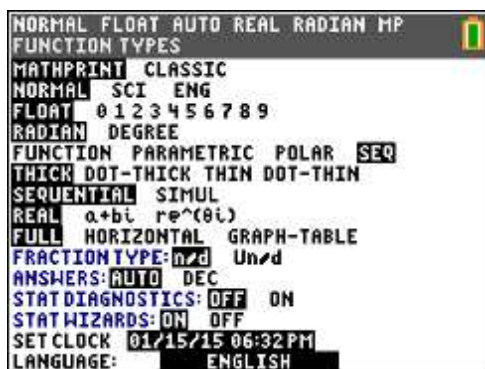 NORMAL FLOAT AUTO REAL RADIAN MP
FUNCTION TYPES
MATHPRINT CLASSIC
NORMAL SCI ENG
FLOAT 0 1 2 3 4 5 6 7 8 9
RADIAN DEGREE
FUNCTION PARAMETRIC POLAR SEQ
THICK DOT-THICK THIN DOT-THIN
SEQUENTIAL SIMUL
REAL a+bi re^(θi)
FULL HORIZONTAL GRAPH-TABLE
FRACTION TYPE: n/d Un/d
ANSWERS: AUTO DEC
STAT DIAGNOSTICS: OFF ON
STAT WIZARDS: ON OFF
SET CLOCK 01/15/15 06:32 PM
LANGUAGE: ENGLISH